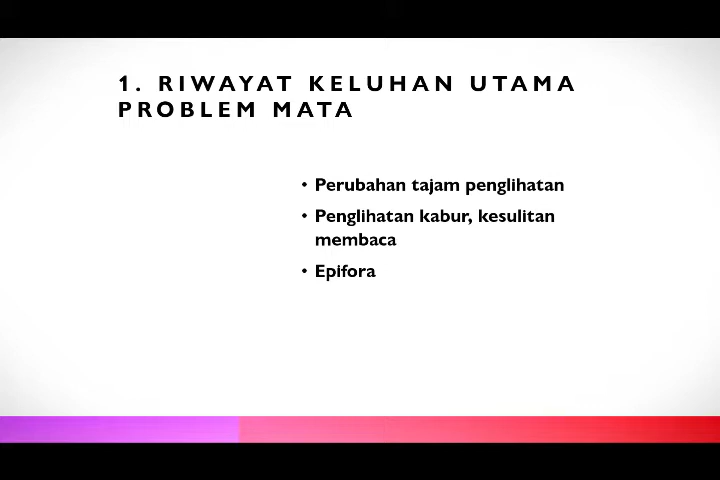 1. RIWAYAT KELUHAN UTAMA
PROBLEM MATA
• Perubahan tajam penglihatan
• Penglihatan kabur, kesulitan
membaca
• Epifora